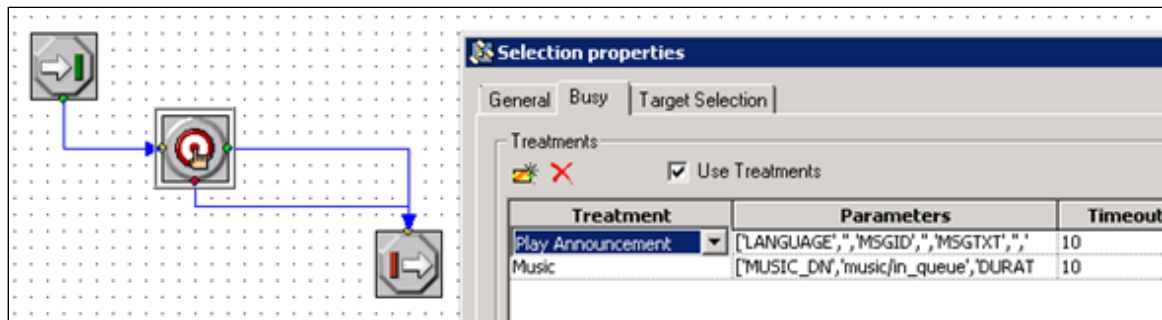 Selection properties
General Busy Target Selection
Treatments
Use Treatments
Treatment Parameters Timeout
Play Announcement ['LANGUAGE','','MSGID','','MSGTXT','',' 10
Music ['MUSIC_DN','music/in_queue','DURAT 10